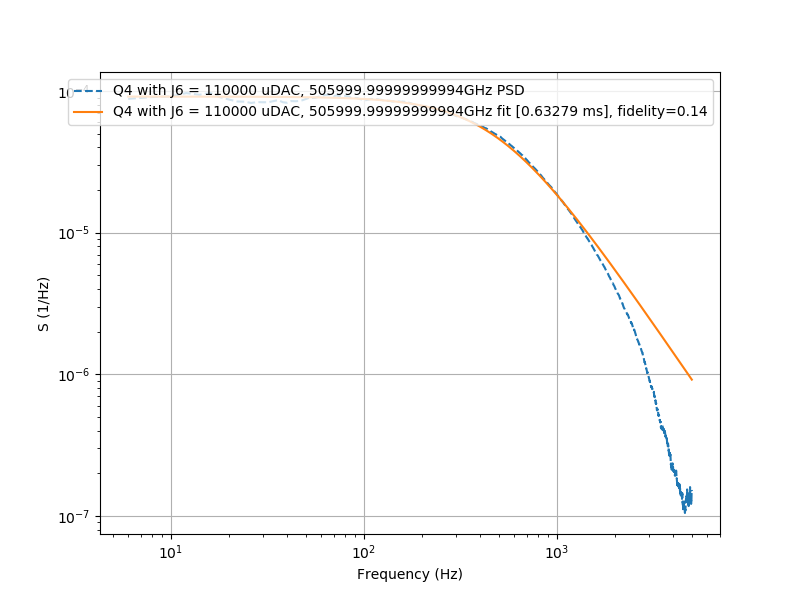 Q4 with J6 = 110000 uDAC, 505999.99999999994GHz PSD
Q4 with J6 = 110000 uDAC, 505999.99999999994GHz fit [0.63279 ms], fidelity=0.14
10⁻⁵
10⁻⁶
10⁻⁷
S (1/Hz)
10¹
10²
10³
Frequency (Hz)